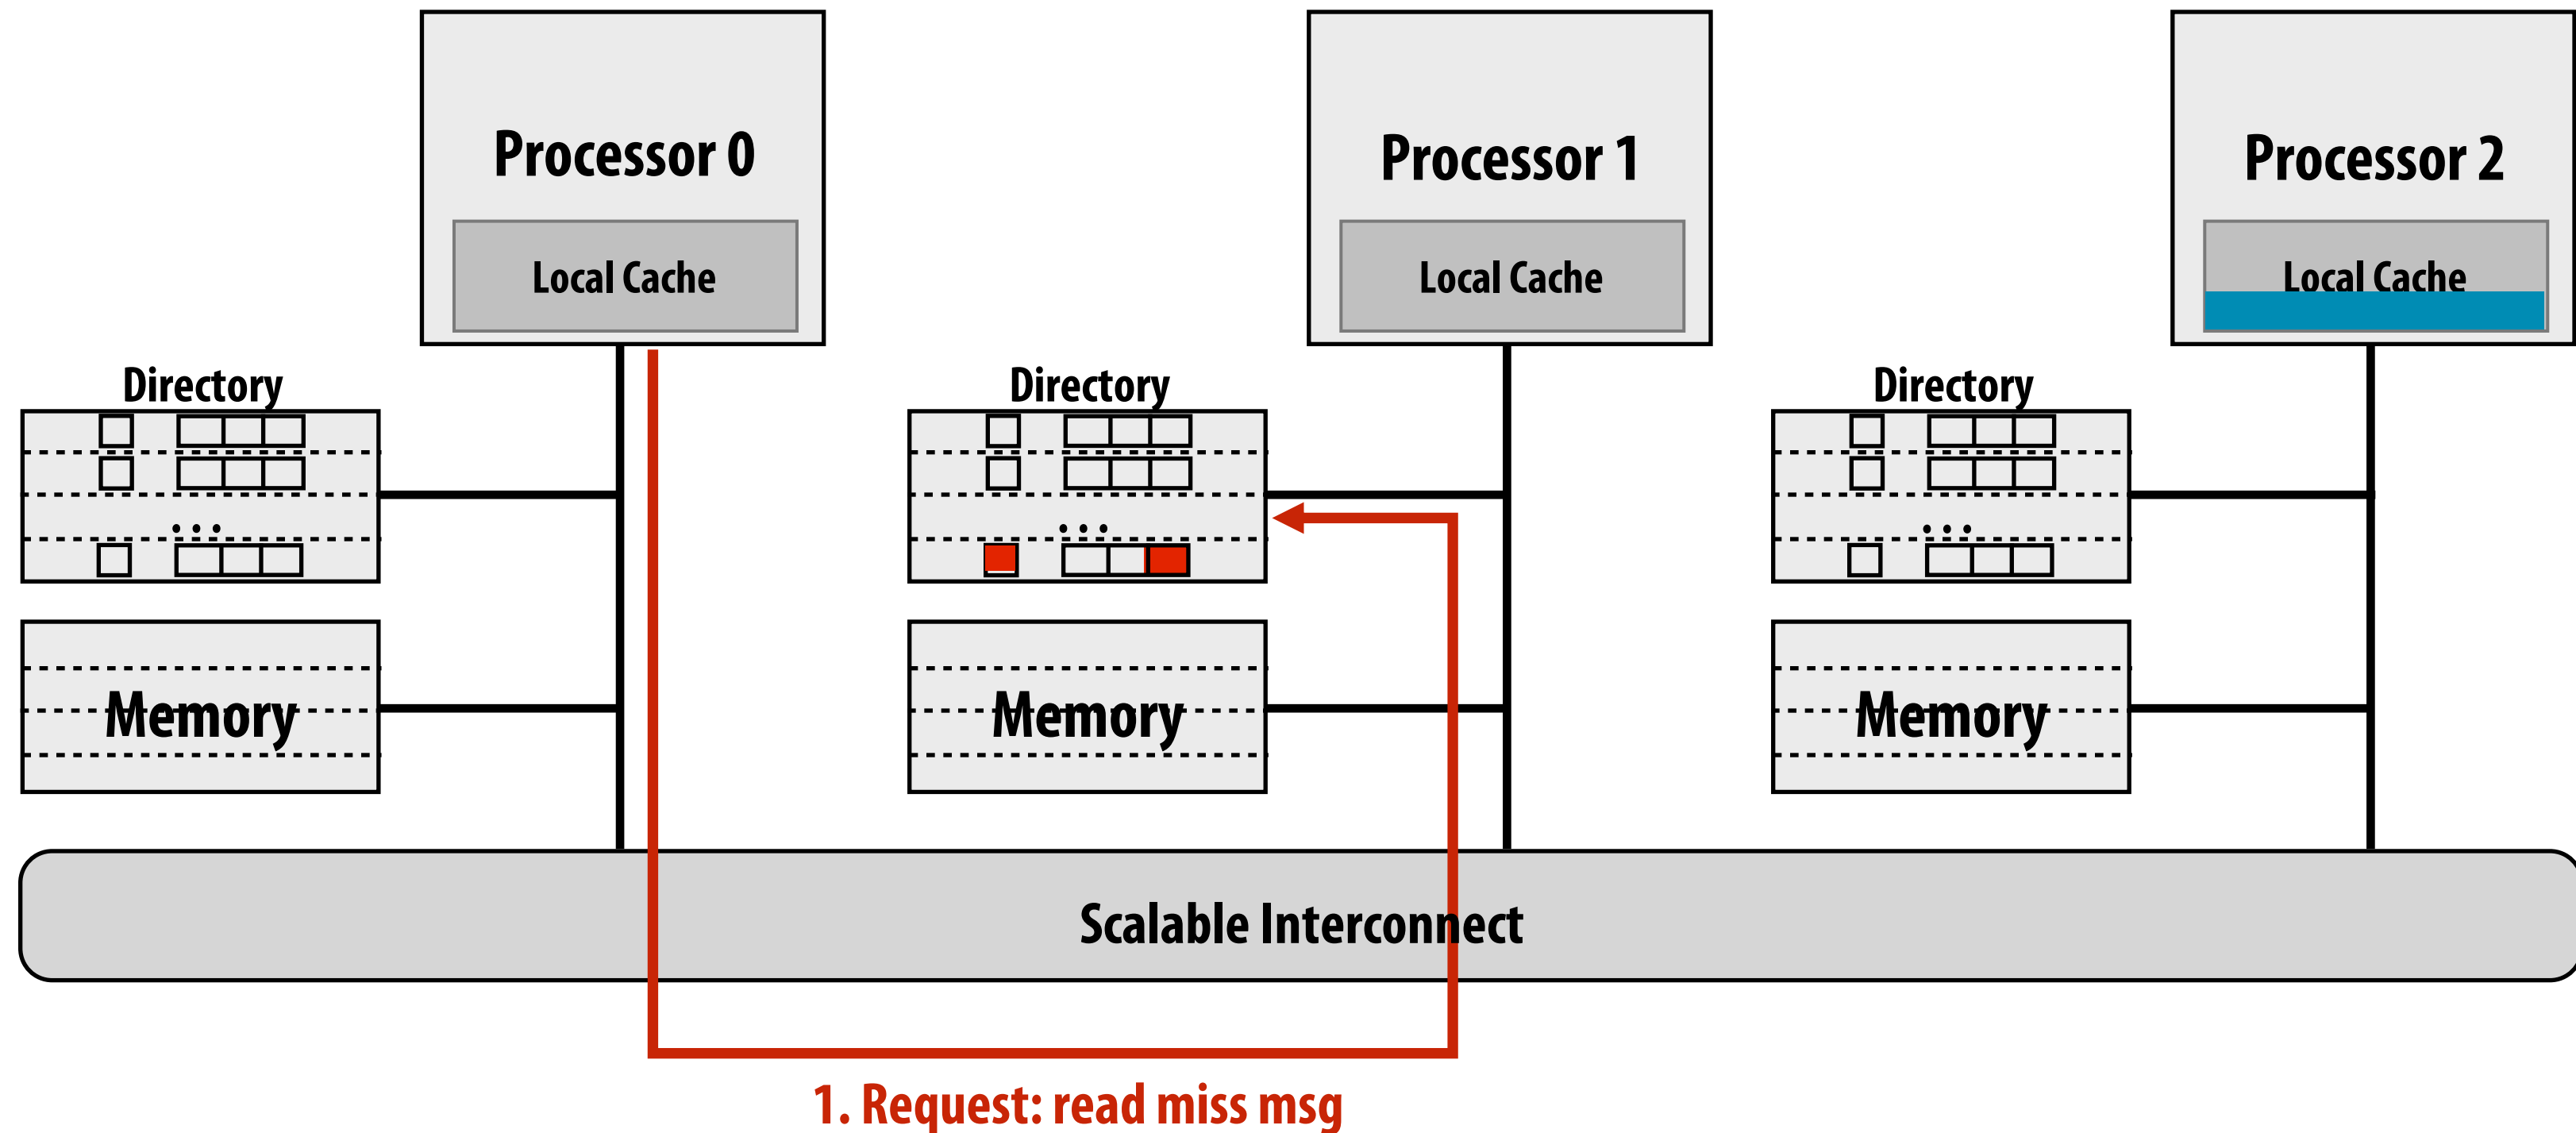 Processor 0
Processor 1
Processor 2
Local Cache
Local Cache
Local Cache
Directory
Directory
Directory
...
...
...
Memory
Memory
Memory
Scalable Interconnect
1. Request: read miss msg